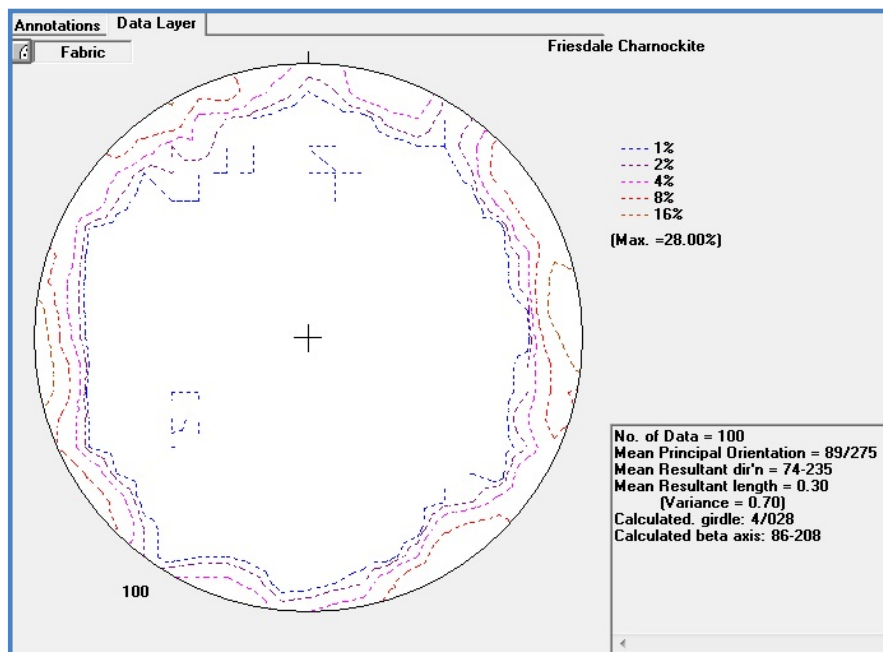 Annotations Data Layer
Fabric
Friesdale Charnockite
1%
2%
4%
8%
16%
(Max. =28.00%)
100
No. of Data = 100
Mean Principal Orientation = 89/275
Mean Resultant dir'n = 74-235
Mean Resultant length = 0.30
(Variance = 0.70)
Calculated. girdle: 4/028
Calculated beta axis: 86-208